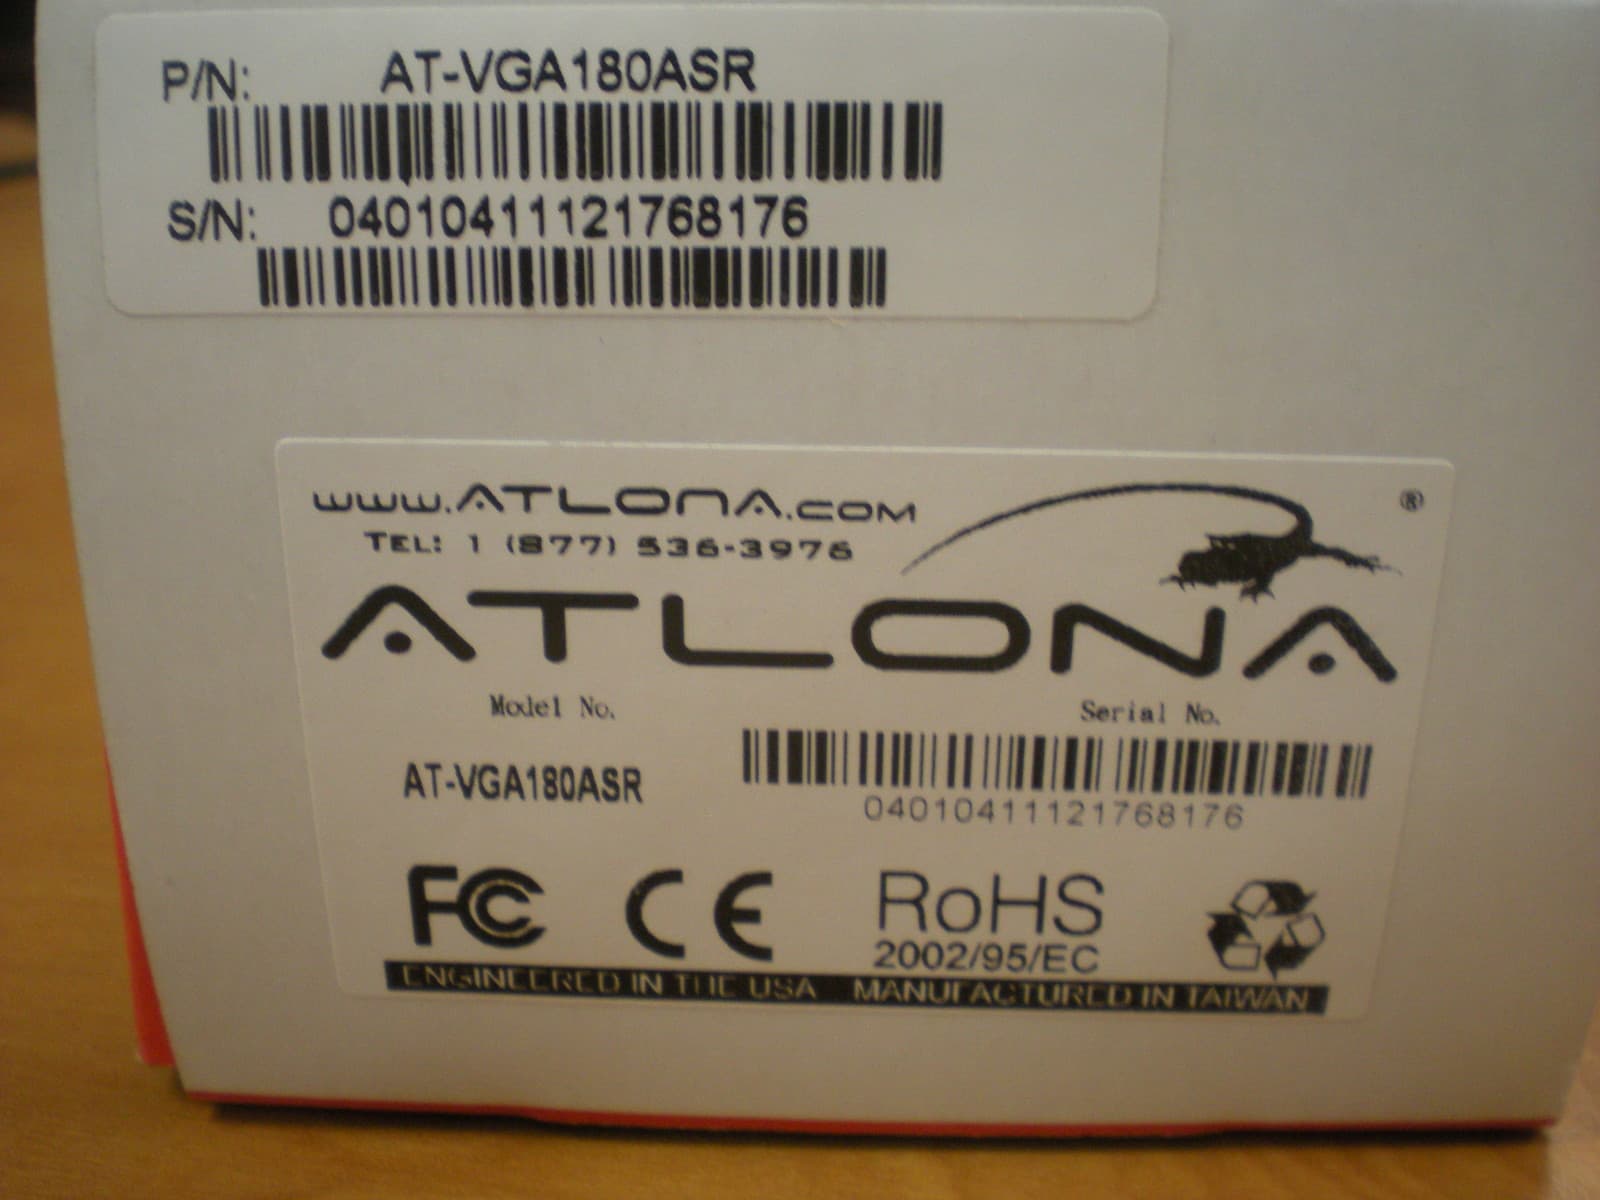 P/N: AT-VGA180ASR
S/N: 04010411121768176
www.ATLONA.com
TEL: 1 (877) 536-3976
®
ATLONA
Model No. Serial No.
AT-VGA180ASR
04010411121768176
FC CE RoHS
2002/95/EC
ENGINEERED IN THE USA MANUFACTURED IN TAIWAN